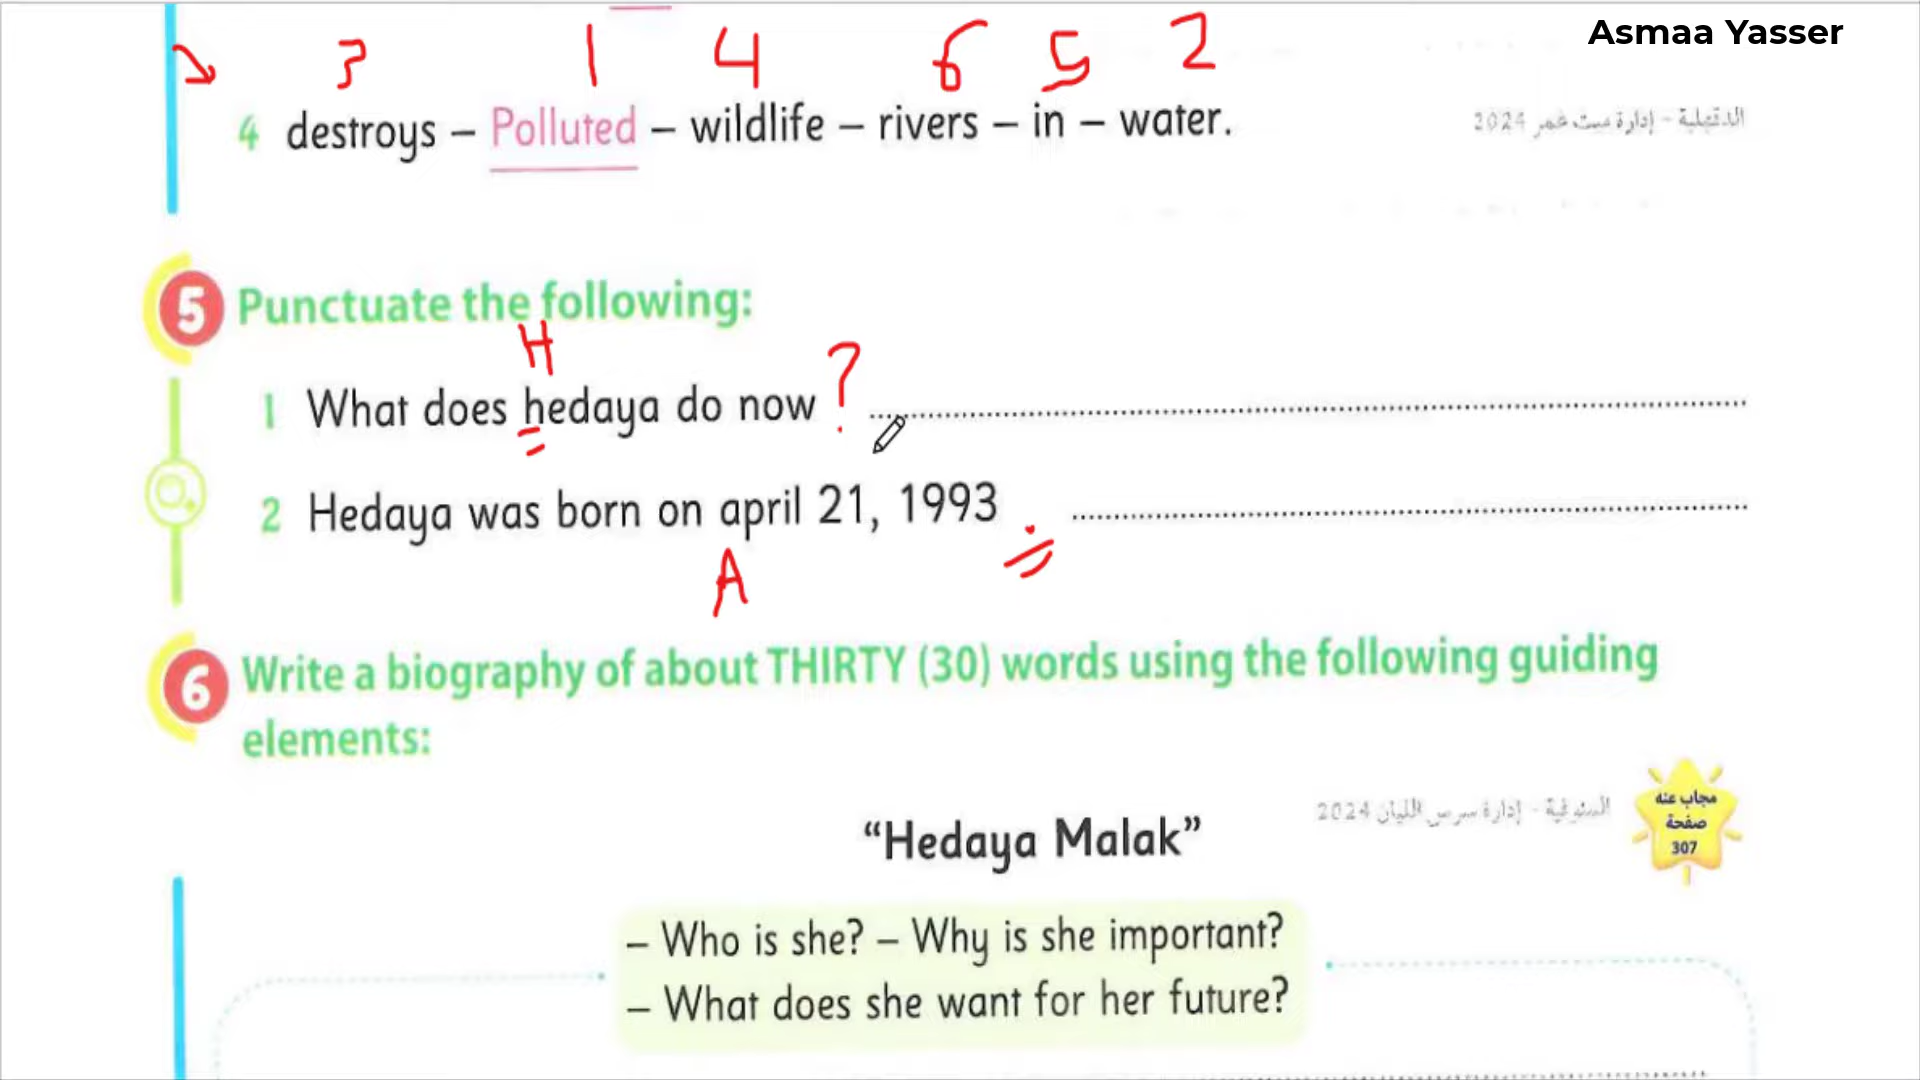 Asmaa Yasser
3 1 4 6 5 2
4 destroys – Polluted – wildlife – rivers – in – water.
الدقهلية - إدارة ميت غمر 2024
5 Punctuate the following:
H ?
1 What does hedaya do now
2 Hedaya was born on april 21, 1993 .
A
6 Write a biography of about THIRTY (30) words using the following guiding
elements:
المنوفية - إدارة سرس الليان 2024
مجاب عنه
صفحة
307
“Hedaya Malak”
– Who is she? – Why is she important?
– What does she want for her future?